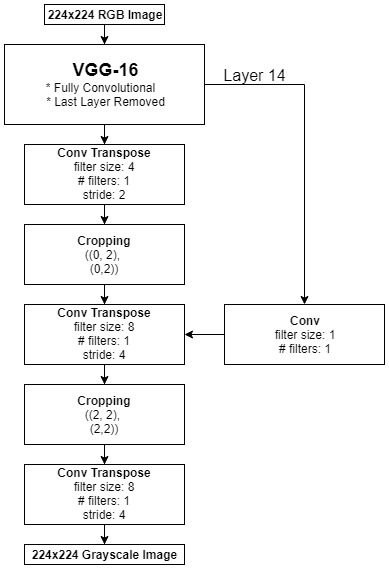 224x224 RGB Image
VGG-16
* Fully Convolutional
* Last Layer Removed
Layer 14
Conv Transpose
filter size: 4
# filters: 1
stride: 2
Cropping
((0, 2),
(0,2))
Conv Transpose
filter size: 8
# filters: 1
stride: 4
Conv
filter size: 1
# filters: 1
Cropping
((2, 2),
(2,2))
Conv Transpose
filter size: 8
# filters: 1
stride: 4
224x224 Grayscale Image